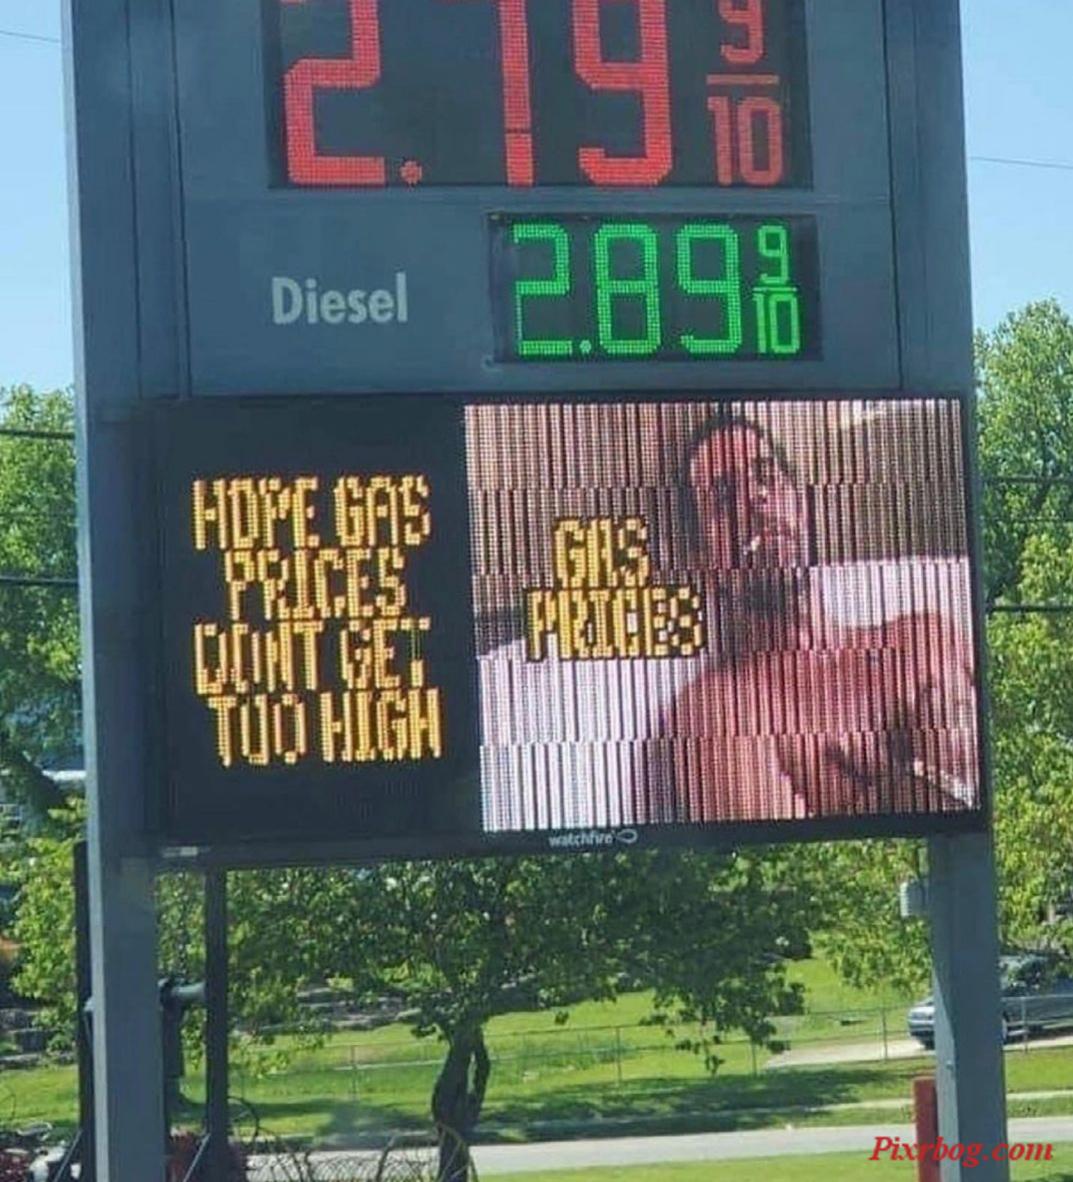 2.79 9/10
Diesel 2.89 9/10
HOPE GAS
PRICES
DONT GET
TOO HIGH
GAS
PRICES
watchfire
Pixrbog.com